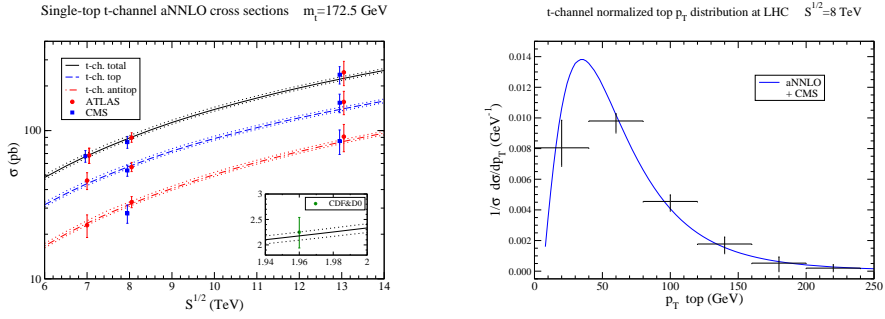 Single-top t-channel aNNLO cross sections m_t=172.5 GeV
t-ch. total
t-ch. top
t-ch. antitop
ATLAS
CMS
σ (pb)
100
10
CDF&D0
3
2.5
2
1.5
1.94 1.96 1.98 2
6 7 8 9 10 11 12 13 14
S^{1/2} (TeV)
t-channel normalized top p_T distribution at LHC S^{1/2}=8 TeV
aNNLO
+ CMS
1/σ dσ/dp_T (GeV^{-1})
0.014
0.012
0.010
0.008
0.006
0.004
0.002
0.000
0 50 100 150 200 250
p_T top (GeV)